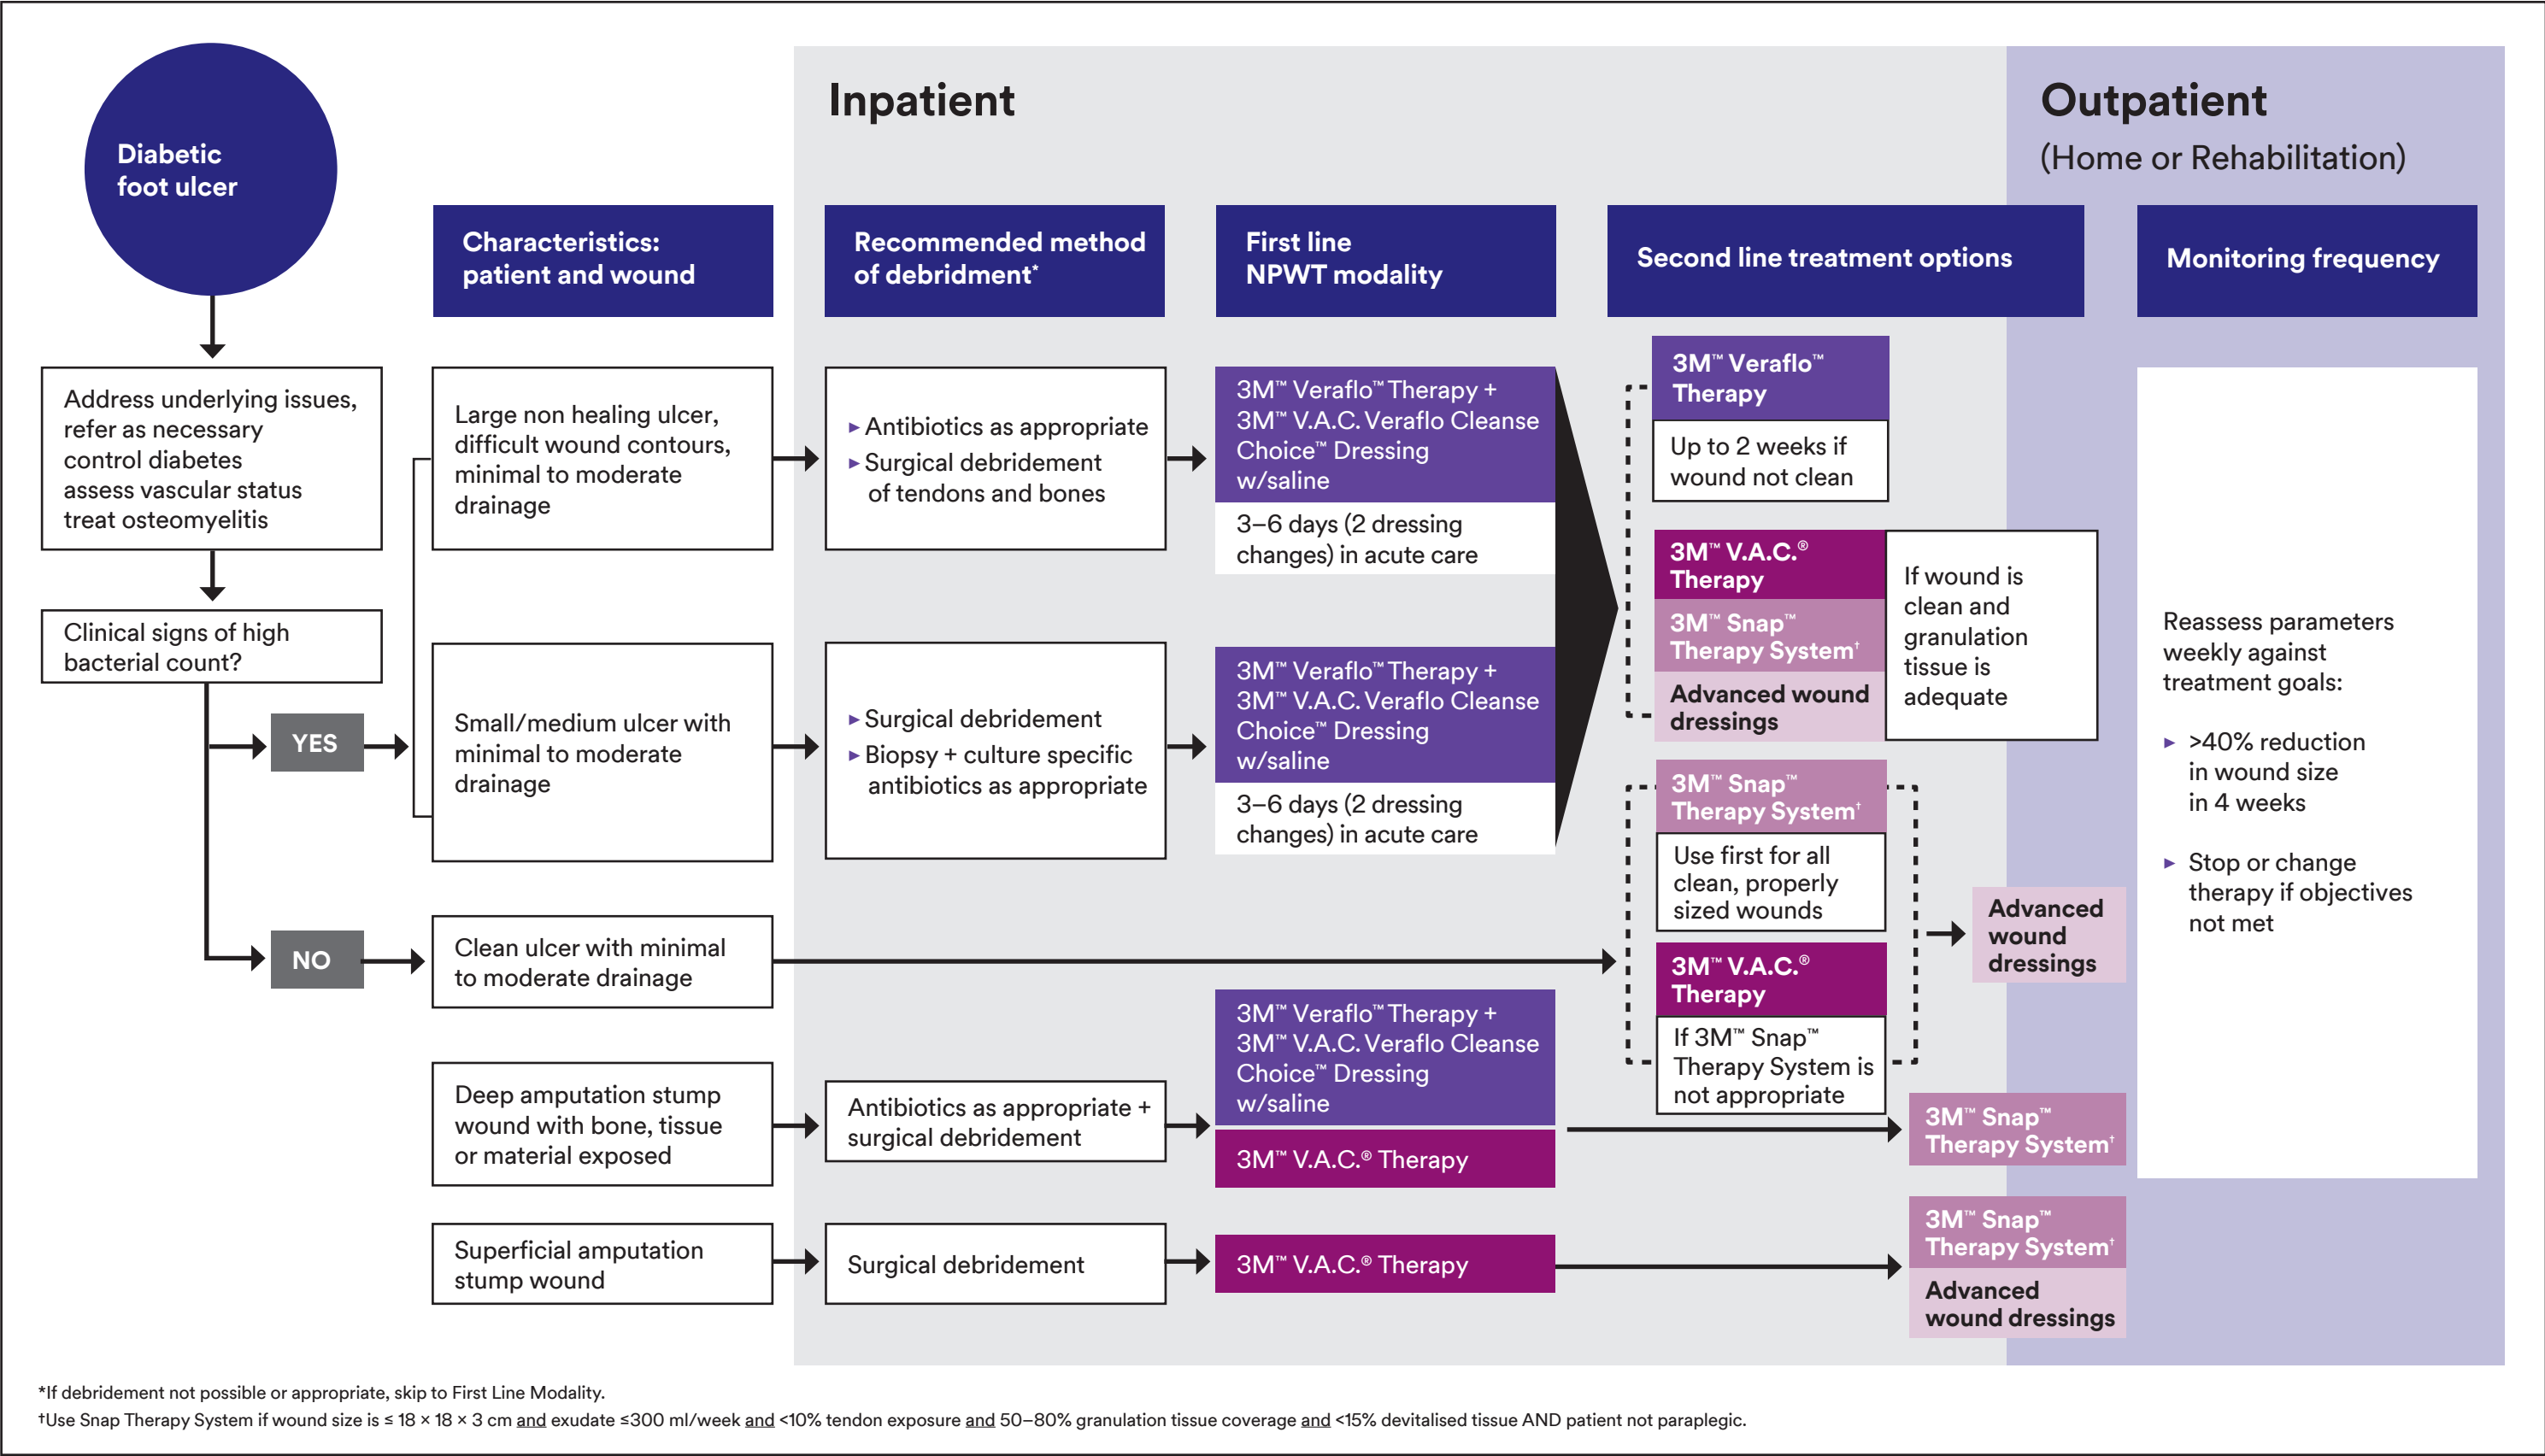 Inpatient
Outpatient
(Home or Rehabilitation)
Diabetic
foot ulcer
Characteristics:
patient and wound
Recommended method
of debridment*
First line
NPWT modality
Second line treatment options
Monitoring frequency
Address underlying issues,
refer as necessary
control diabetes
assess vascular status
treat osteomyelitis
Clinical signs of high
bacterial count?
YES
NO
Large non healing ulcer,
difficult wound contours,
minimal to moderate
drainage
▸ Antibiotics as appropriate
▸ Surgical debridement
of tendons and bones
3M™ Veraflo™ Therapy +
3M™ V.A.C. Veraflo Cleanse
Choice™ Dressing
w/saline
3–6 days (2 dressing
changes) in acute care
Small/medium ulcer with
minimal to moderate
drainage
▸ Surgical debridement
▸ Biopsy + culture specific
antibiotics as appropriate
3M™ Veraflo™ Therapy +
3M™ V.A.C. Veraflo Cleanse
Choice™ Dressing
w/saline
3–6 days (2 dressing
changes) in acute care
3M™ Veraflo™
Therapy
Up to 2 weeks if
wound not clean
3M™ V.A.C.®
Therapy
3M™ Snap™
Therapy System†
Advanced wound
dressings
If wound is
clean and
granulation
tissue is
adequate
Clean ulcer with minimal
to moderate drainage
3M™ Snap™
Therapy System†
Use first for all
clean, properly
sized wounds
3M™ V.A.C.®
Therapy
If 3M™ Snap™
Therapy System is
not appropriate
Advanced
wound
dressings
Deep amputation stump
wound with bone, tissue
or material exposed
Antibiotics as appropriate +
surgical debridement
3M™ Veraflo™ Therapy +
3M™ V.A.C. Veraflo Cleanse
Choice™ Dressing
w/saline
3M™ V.A.C.® Therapy
3M™ Snap™
Therapy System†
Superficial amputation
stump wound
Surgical debridement
3M™ V.A.C.® Therapy
3M™ Snap™
Therapy System†
Advanced
wound dressings
Reassess parameters
weekly against
treatment goals:
▸ >40% reduction
in wound size
in 4 weeks
▸ Stop or change
therapy if objectives
not met
*If debridement not possible or appropriate, skip to First Line Modality.
†Use Snap Therapy System if wound size is ≤ 18 × 18 × 3 cm and exudate ≤300 ml/week and <10% tendon exposure and 50–80% granulation tissue coverage and <15% devitalised tissue AND patient not paraplegic.